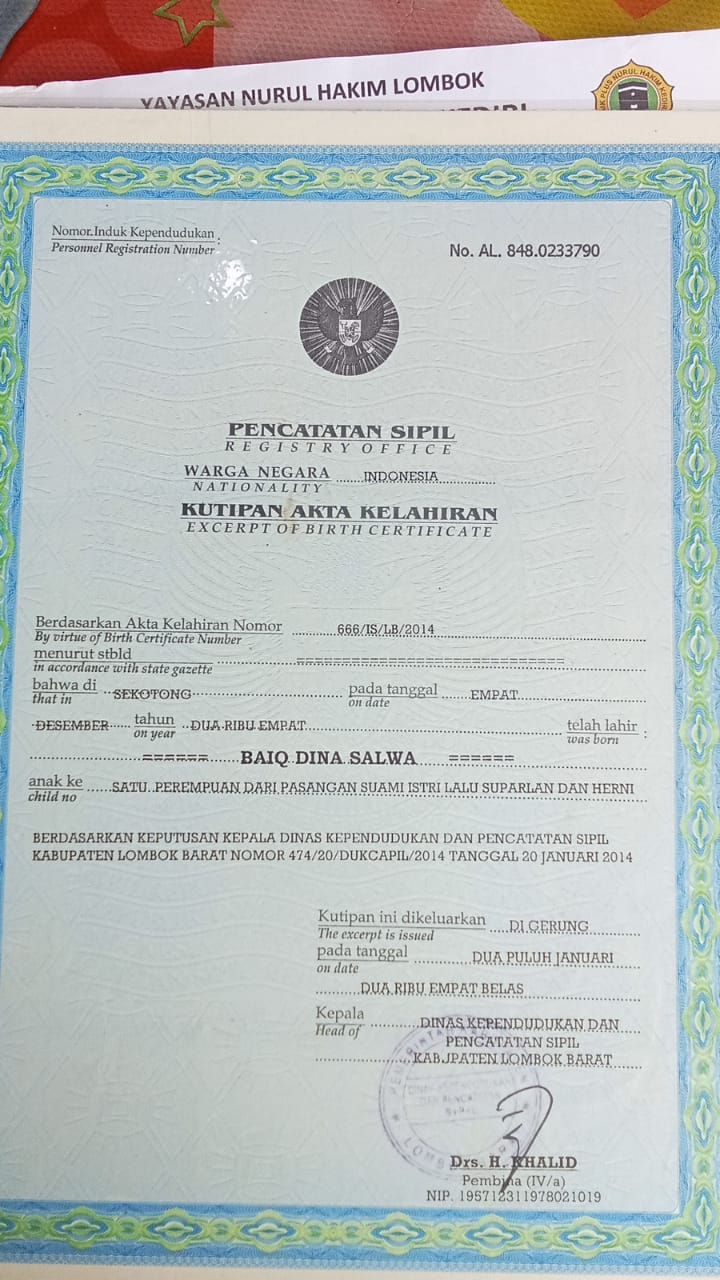 YAYASAN NURUL HAKIM LOMBOK
PLUS NURUL HAKIM KEDIRI
Nomor.Induk Kependudukan :
Personnel Registration Number
No. AL. 848.0233790
PENCATATAN SIPIL
REGISTRY OFFICE
WARGA NEGARA INDONESIA
NATIONALITY
KUTIPAN AKTA KELAHIRAN
EXCERPT OF BIRTH CERTIFICATE
Berdasarkan Akta Kelahiran Nomor 666/IS/LB/2014
By virtue of Birth Certificate Number
menurut stbld ==============================
in accordance with state gazette
bahwa di SEKOTONG pada tanggal EMPAT
that in on date
DESEMBER tahun DUA RIBU EMPAT telah lahir :
on year was born
====== BAIQ DINA SALWA ======
anak ke SATU PEREMPUAN DARI PASANGAN SUAMI ISTRI LALU SUPARLAN DAN HERNI
child no
BERDASARKAN KEPUTUSAN KEPALA DINAS KEPENDUDUKAN DAN PENCATATAN SIPIL
KABUPATEN LOMBOK BARAT NOMOR 474/20/DUKCAPIL/2014 TANGGAL 20 JANUARI 2014
Kutipan ini dikeluarkan DI GERUNG
The excerpt is issued
pada tanggal DUA PULUH JANUARI
on date
DUA RIBU EMPAT BELAS
Kepala DINAS KEPENDUDUKAN DAN
Head of
PENCATATAN SIPIL
KABUPATEN LOMBOK BARAT
Drs. H. KHALID
Pembina (IV/a)
NIP. 195712311978021019